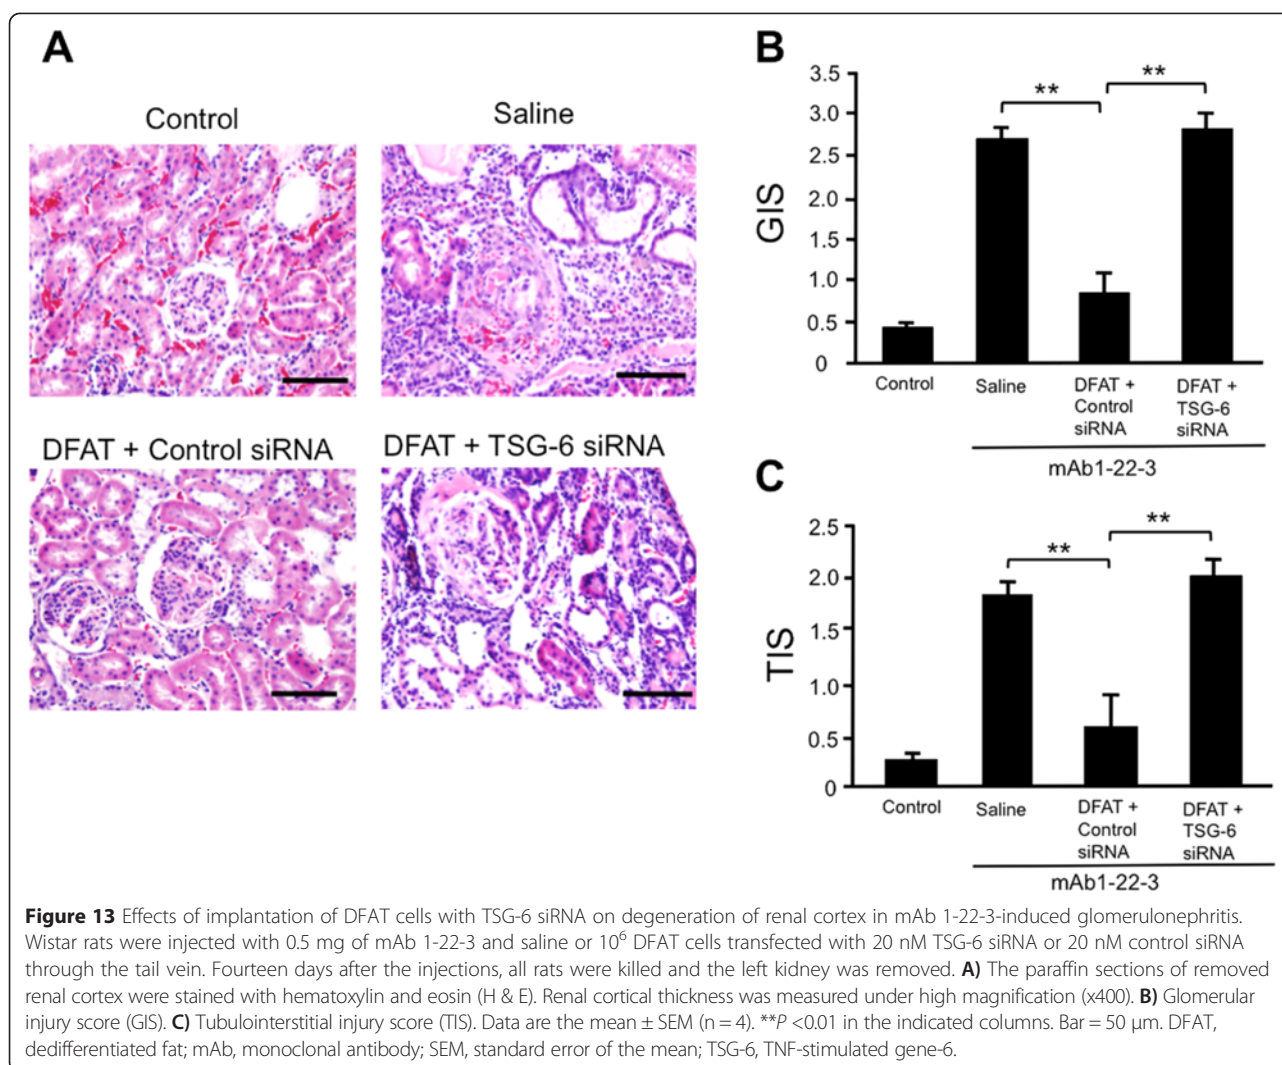 A
Control
Saline
DFAT + Control siRNA
DFAT + TSG-6 siRNA
B
GIS
3.5
3.0
2.5
2.0
1.5
1.0
0.5
0
**
**
Control
Saline
DFAT +
Control
siRNA
DFAT +
TSG-6
siRNA
mAb1-22-3
C
TIS
2.5
2.0
1.5
1.0
0.5
0
**
**
Control
Saline
DFAT +
Control
siRNA
DFAT +
TSG-6
siRNA
mAb1-22-3
Figure 13 Effects of implantation of DFAT cells with TSG-6 siRNA on degeneration of renal cortex in mAb 1-22-3-induced glomerulonephritis.
Wistar rats were injected with 0.5 mg of mAb 1-22-3 and saline or 10⁶ DFAT cells transfected with 20 nM TSG-6 siRNA or 20 nM control siRNA
through the tail vein. Fourteen days after the injections, all rats were killed and the left kidney was removed. A) The paraffin sections of removed
renal cortex were stained with hematoxylin and eosin (H & E). Renal cortical thickness was measured under high magnification (x400). B) Glomerular
injury score (GIS). C) Tubulointerstitial injury score (TIS). Data are the mean ± SEM (n = 4). **P <0.01 in the indicated columns. Bar = 50 μm. DFAT,
dedifferentiated fat; mAb, monoclonal antibody; SEM, standard error of the mean; TSG-6, TNF-stimulated gene-6.